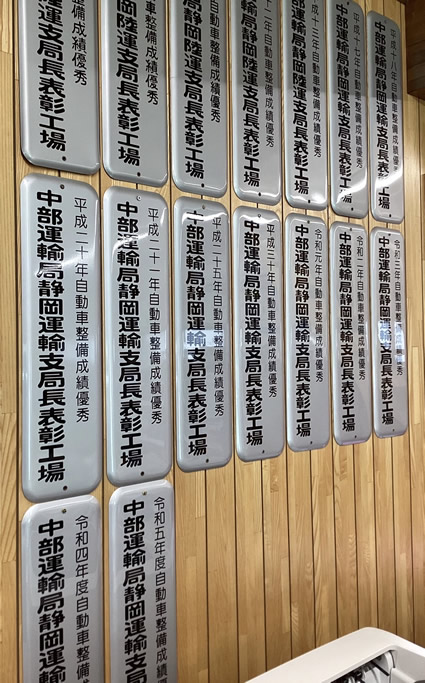 備成績優秀
運支局長表彰工場
車整備成績優秀
岡陸運支局長表彰工場
動車整備成績優秀
静岡陸運支局長表彰工場
十二年自動車整備成績優秀
局静岡陸運支局長表彰工場
成十三年自動車整備成績優秀
運輸局静岡陸運支局長表彰工場
平成十七年自動車整備成績優秀
中部運輸局静岡運輸支局長表彰工場
平成十八年自動車整備成績優秀
中部運輸局静岡運輸支局長表彰工場
平成二十年自動車整備成績優秀
中部運輸局静岡運輸支局長表彰工場
平成二十一年自動車整備成績優秀
中部運輸局静岡運輸支局長表彰工場
平成二十五年自動車整備成績優秀
中部運輸局静岡運輸支局長表彰工場
平成三十年自動車整備成績優秀
中部運輸局静岡運輸支局長表彰工場
令和元年自動車整備成績優秀
中部運輸局静岡運輸支局長表彰工場
令和二年自動車整備成績優秀
中部運輸局静岡運輸支局長表彰工場
令和三年自動車整備成績優秀
中部運輸局静岡運輸支局長表彰工場
令和四年度自動車整備成
中部運輸局静岡運輸
令和五年度自動車整備成績
中部運輸局静岡運輸支局